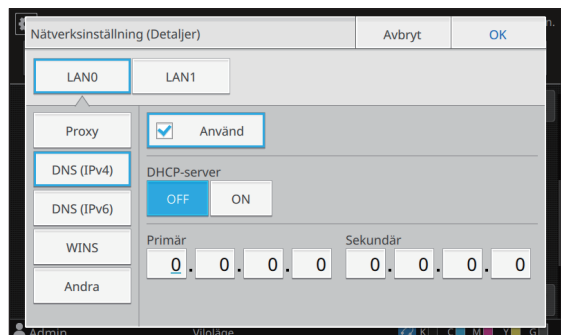 Nätverksinställning (Detaljer)
Avbryt
OK
LAN0
LAN1
Proxy
DNS (IPv4)
DNS (IPv6)
WINS
Andra
Använd
DHCP-server
OFF
ON
Primär
Sekundär
0 . 0 . 0 . 0
0 . 0 . 0 . 0
Admin
Viloläge
K C M Y G